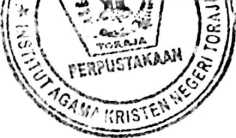 TORAJA
PERPUSTAKAAN
INSTITUT AGAMA KRISTEN NEGERI TORAJA